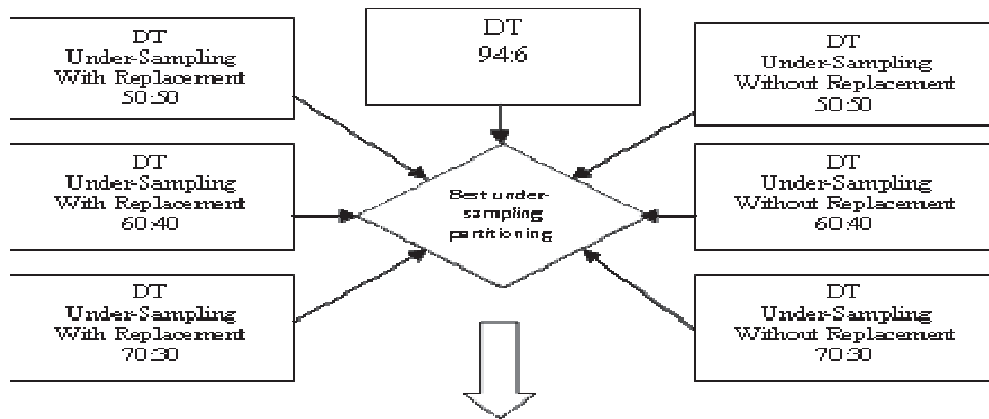 DT
Under-Sampling
With Replacement
50:50
DT
94:6
DT
Under-Sampling
Without Replacement
50:50
DT
Under-Sampling
With Replacement
60:40
Best under-
sampling
partitioning
DT
Under-Sampling
Without Replacement
60:40
DT
Under-Sampling
With Replacement
70:30
DT
Under-Sampling
Without Replacement
70:30